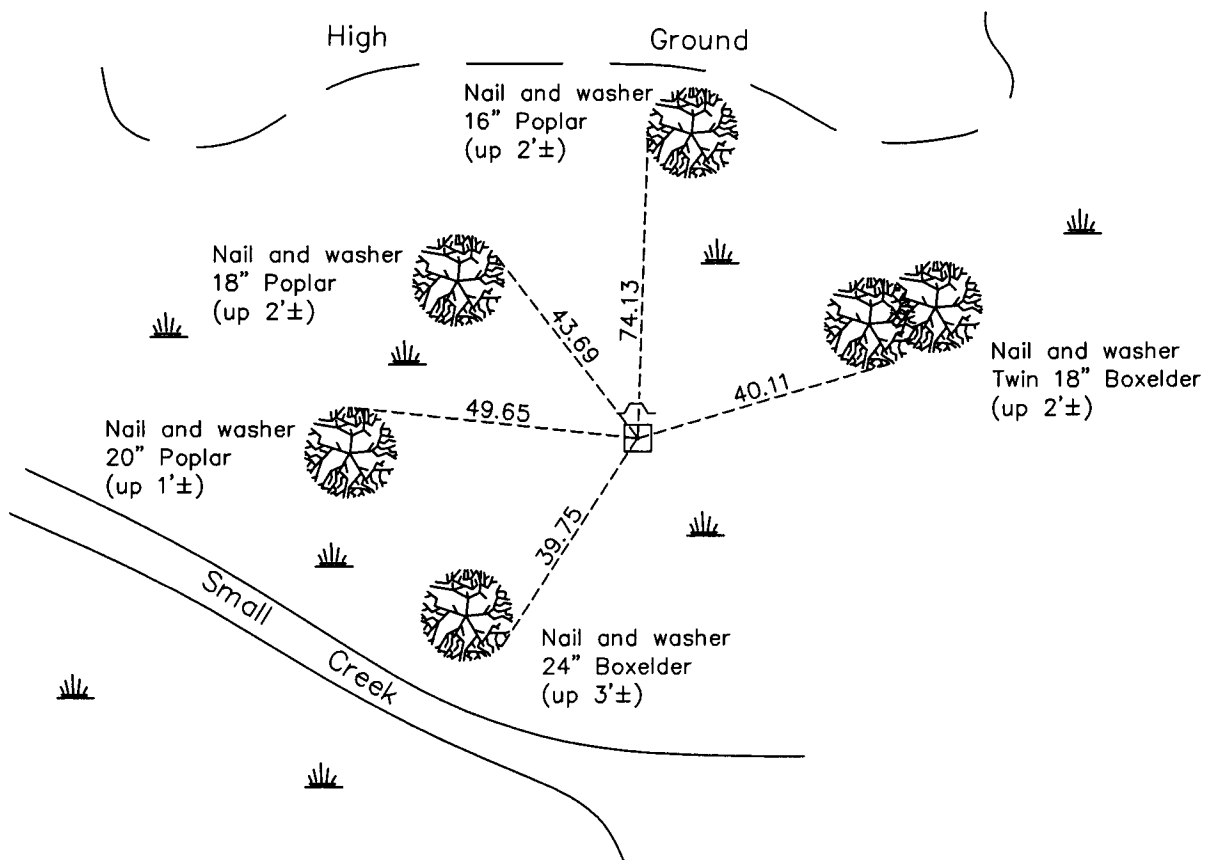 High Ground
Nail and washer
16" Poplar
(up 2'±)
Nail and washer
18" Poplar
(up 2'±)
43.69
74.13
40.11
Nail and washer
Twin 18" Boxelder
(up 2'±)
49.65
Nail and washer
20" Poplar
(up 1'±)
39.75
Small Creek
Nail and washer
24" Boxelder
(up 3'±)